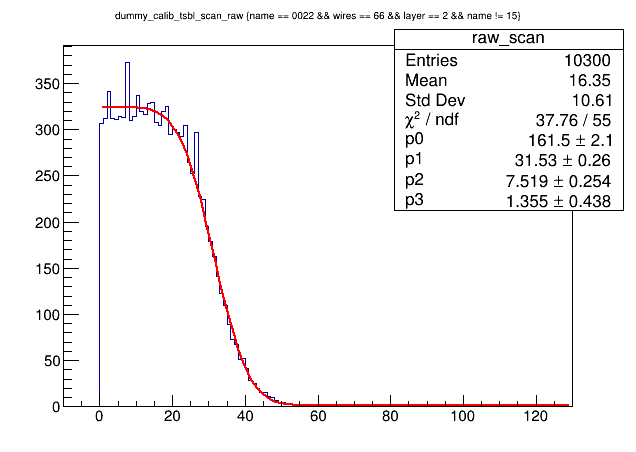 dummy_calib_tsbl_scan_raw {name == 0022 && wires == 66 && layer == 2 && name != 15}
raw_scan
Entries 10300
Mean 16.35
Std Dev 10.61
χ² / ndf 37.76 / 55
p0 161.5 ± 2.1
p1 31.53 ± 0.26
p2 7.519 ± 0.254
p3 1.355 ± 0.438
350
300
250
200
150
100
50
0
0 20 40 60 80 100 120